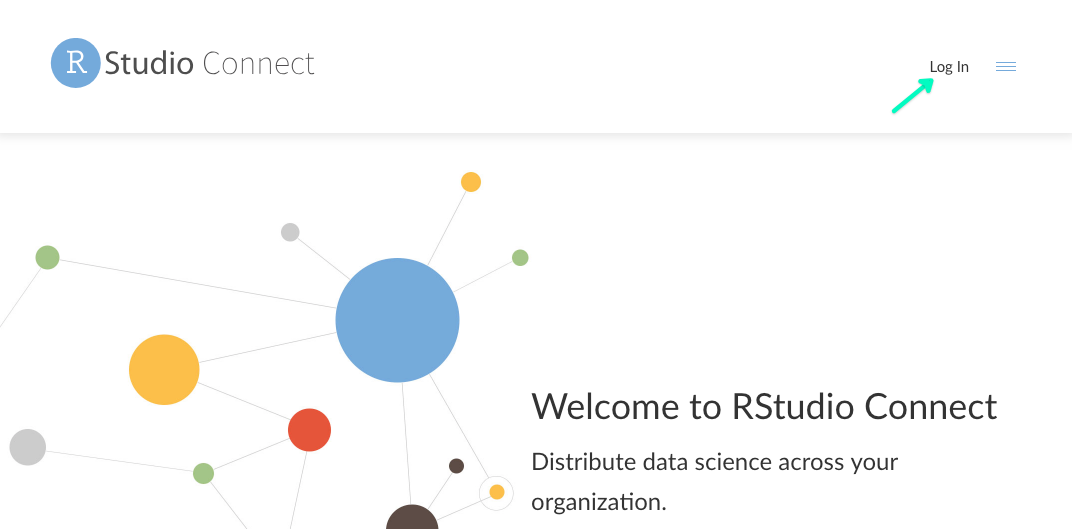 R Studio Connect
Log In
Welcome to RStudio Connect
Distribute data science across your
organization.